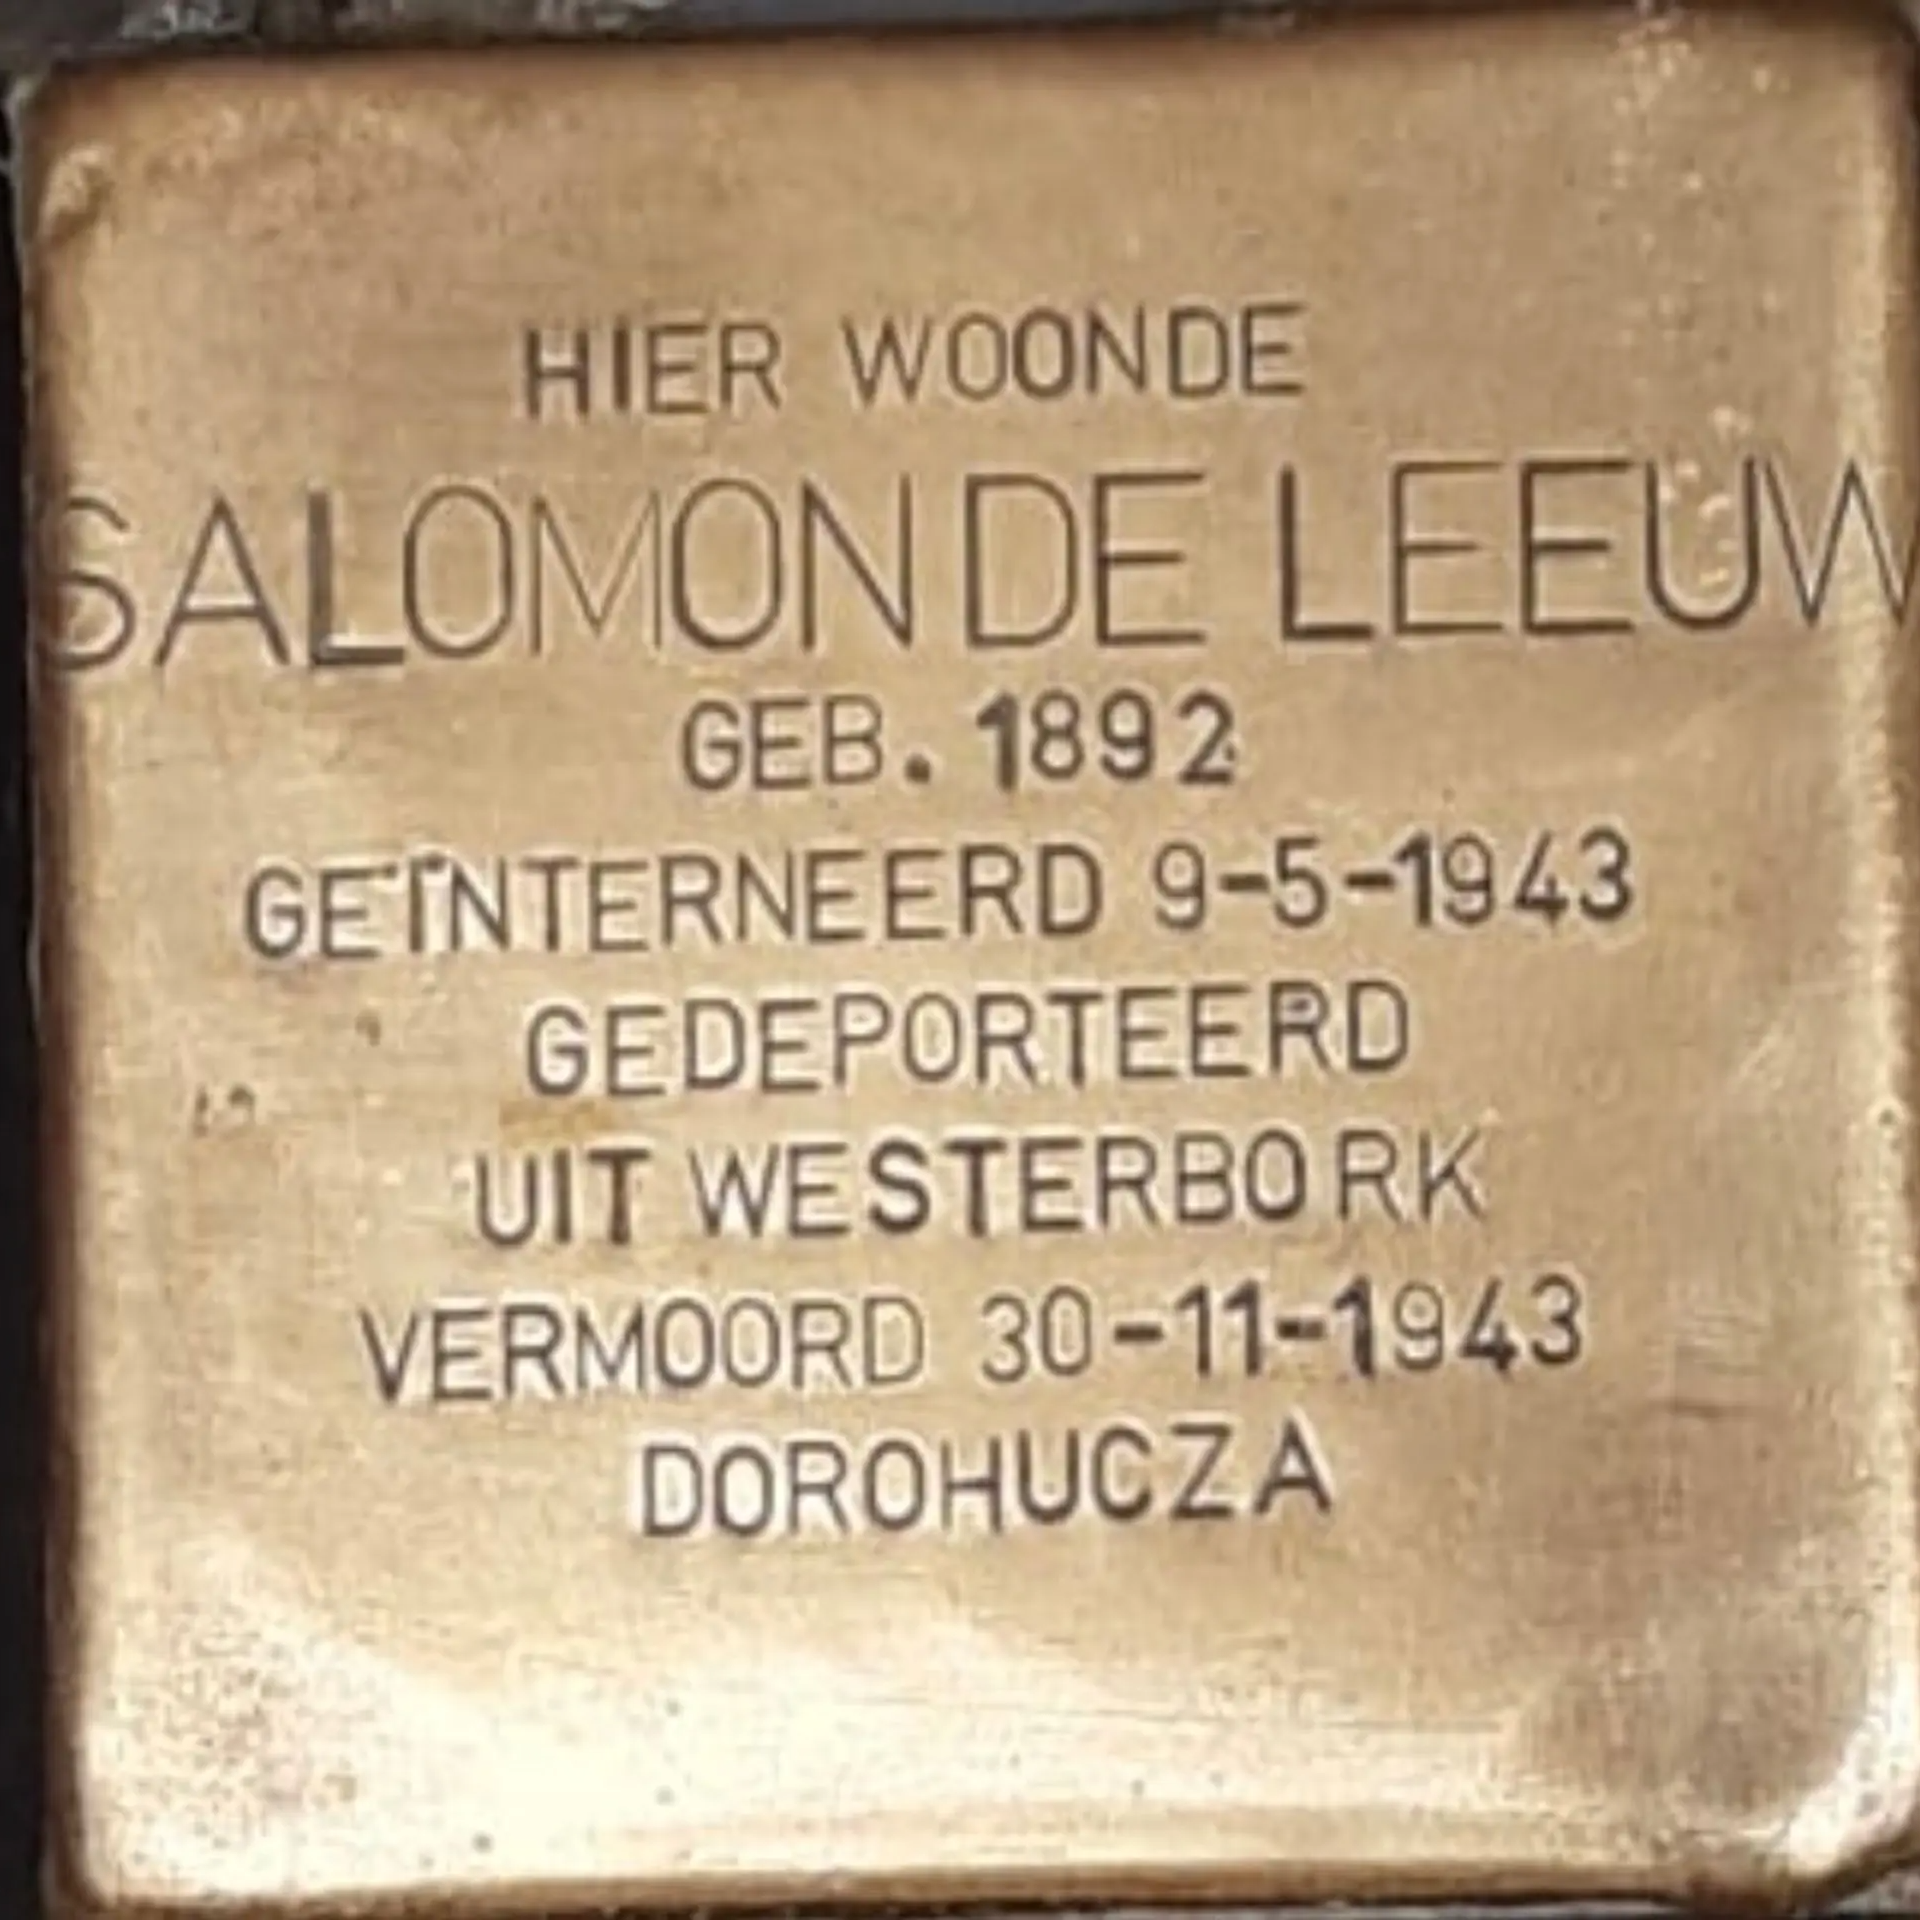 HIER WOONDE
SALOMON DE LEEUW
GEB. 1892
GEÏNTERNEERD 9-5-1943
GEDEPORTEERD
UIT WESTERBORK
VERMOORD 30-11-1943
DOROHUCZA